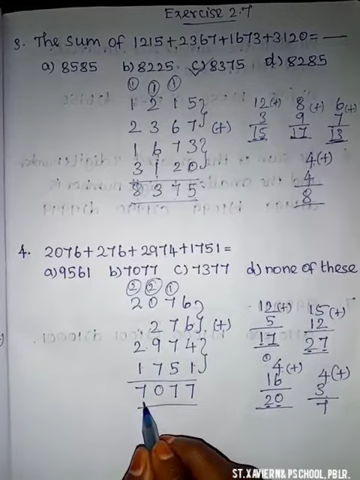 Exercise 2.7
3. The sum of 1215+2367+1673+3120=
a) 8585 b) 8225 c) 8375 d) 8285
① ① ①
1 2 1 5
2 3 6 7 (+)
1 6 7 3
3 1 2 0
8 3 7 5
12 (+) 8 (+) 6 (+)
3 9 7
15 17 13
4 (+)
4
8
4. 2076+276+2974+1751=
a) 9561 b) 7077 c) 7377 d) none of these
② ② ①
2 0 7 6
2 7 6 (+)
2 9 7 4
1 7 5 1
7 0 7 7
12 (+) 15 (+)
5 12
17 27
4 (+) 4 (+)
16 3
20 7
ST.XAVIER N & P SCHOOL, PBLR.